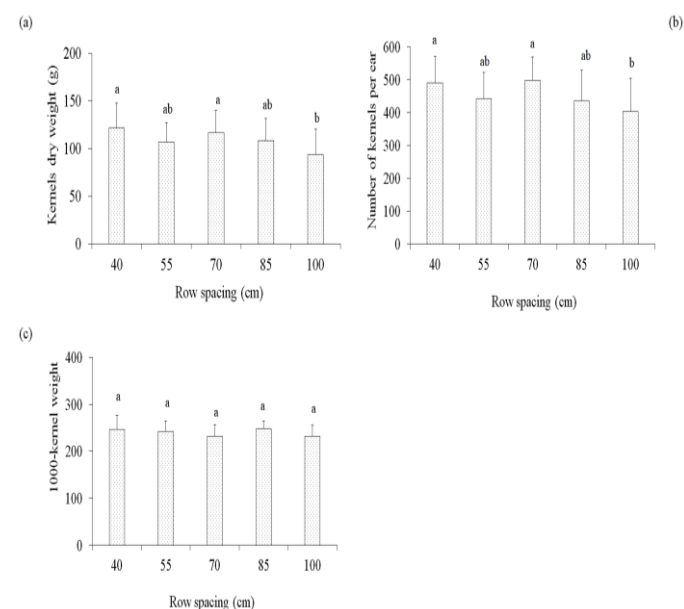 (a)
Kernels dry weight (g)
200
150
100
50
0
a
ab
a
ab
b
40 55 70 85 100
Row spacing (cm)
(b)
Number of kernels per ear
600
500
400
300
200
100
0
a
ab
a
ab
b
40 55 70 85 100
Row spacing (cm)
(c)
1000-kernel weight
400
300
200
100
0
a
a
a
a
a
40 55 70 85 100
Row spacing (cm)